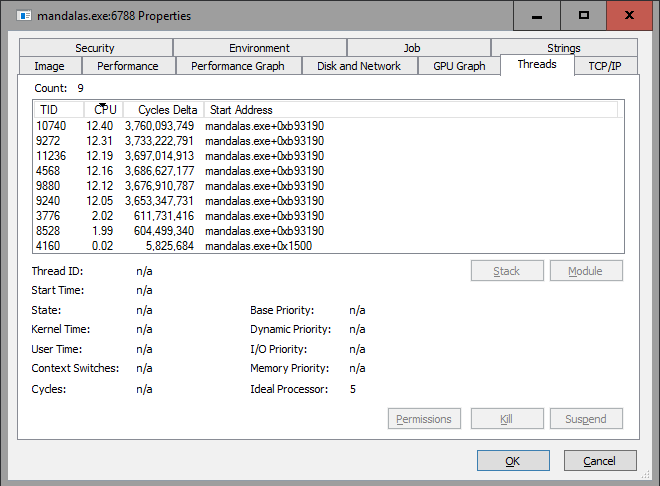 mandalas.exe:6788 Properties
Security Environment Job Strings
Image Performance Performance Graph Disk and Network GPU Graph Threads TCP/IP
Count: 9
TID CPU Cycles Delta Start Address
10740 12.40 3,760,093,749 mandalas.exe+0xb93190
9272 12.31 3,733,222,791 mandalas.exe+0xb93190
11236 12.19 3,697,014,913 mandalas.exe+0xb93190
4568 12.16 3,686,627,177 mandalas.exe+0xb93190
9880 12.12 3,676,910,787 mandalas.exe+0xb93190
9240 12.05 3,653,347,731 mandalas.exe+0xb93190
3776 2.02 611,731,416 mandalas.exe+0xb93190
8528 1.99 604,499,340 mandalas.exe+0xb93190
4160 0.02 5,825,684 mandalas.exe+0x1500
Thread ID: n/a Stack Module
Start Time: n/a
State: n/a Base Priority: n/a
Kernel Time: n/a Dynamic Priority: n/a
User Time: n/a I/O Priority: n/a
Context Switches: n/a Memory Priority: n/a
Cycles: n/a Ideal Processor: 5
Permissions Kill Suspend
OK Cancel